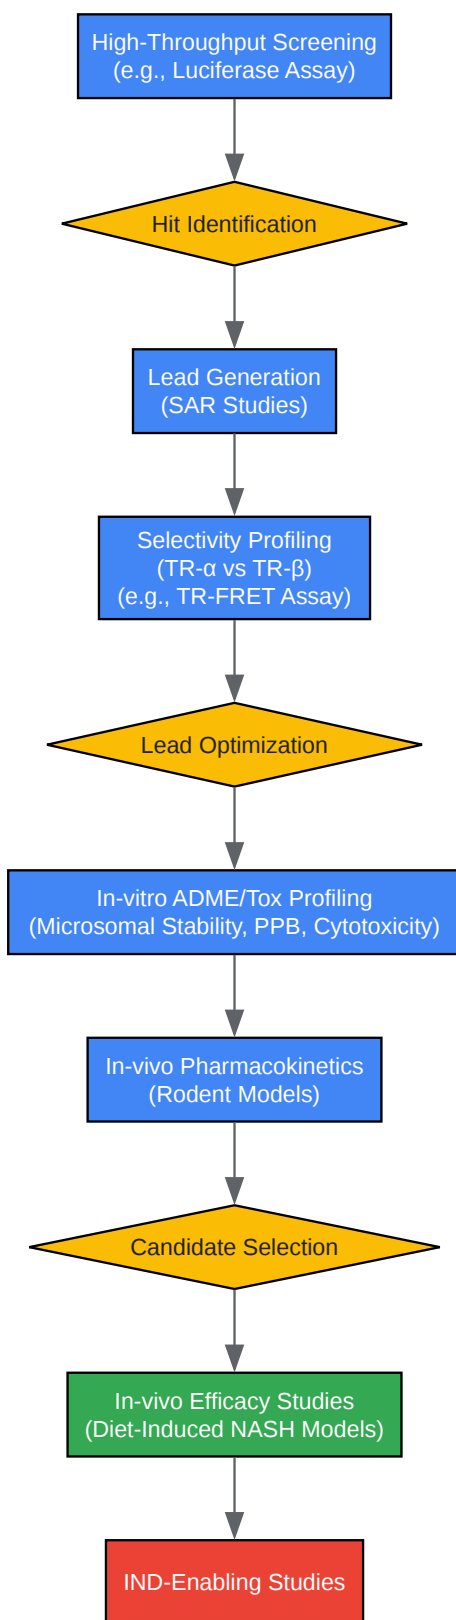 High-Throughput Screening
(e.g., Luciferase Assay)
Hit Identification
Lead Generation
(SAR Studies)
Selectivity Profiling
(TR-α vs TR-β)
(e.g., TR-FRET Assay)
Lead Optimization
In-vitro ADME/Tox Profiling
(Microsomal Stability, PPB, Cytotoxicity)
In-vivo Pharmacokinetics
(Rodent Models)
Candidate Selection
In-vivo Efficacy Studies
(Diet-Induced NASH Models)
IND-Enabling Studies